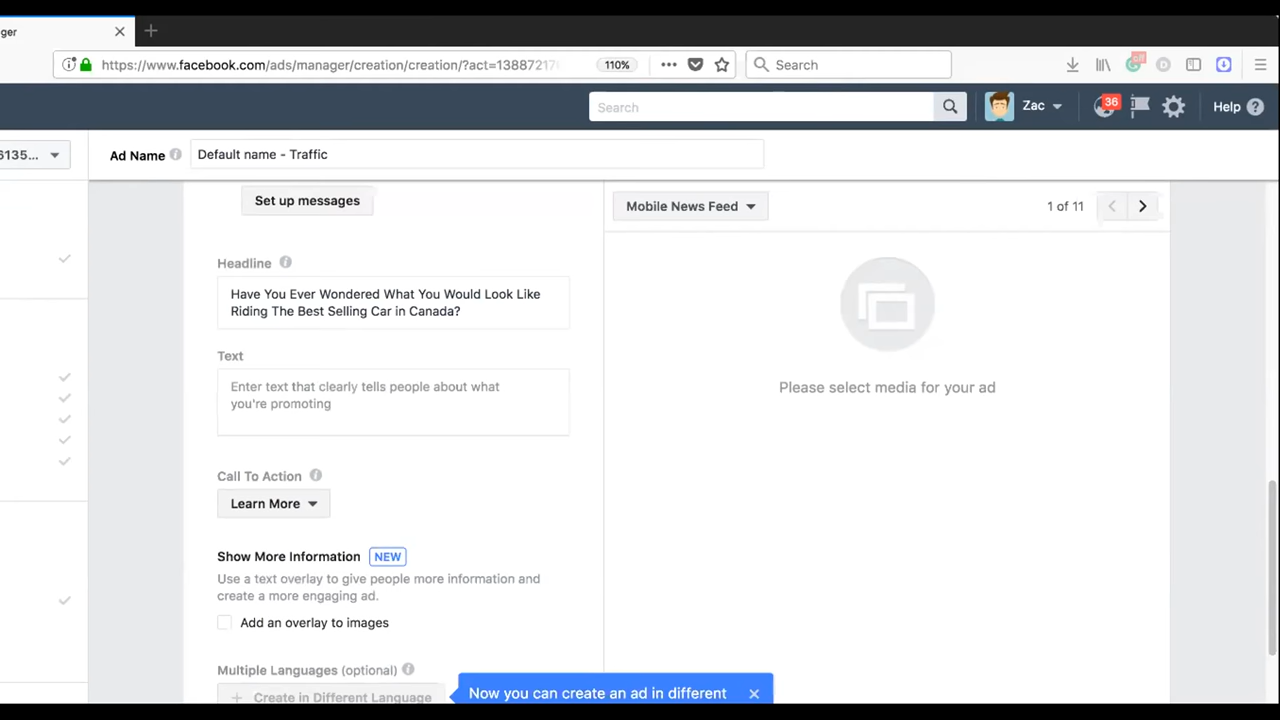 ger
https://www.facebook.com/ads/manager/creation/creation/?act=13887217
110%
Search
Search
Zac
36
Help
6135...
Ad Name
Default name - Traffic
Set up messages
Mobile News Feed
1 of 11
Headline
Have You Ever Wondered What You Would Look Like
Riding The Best Selling Car in Canada?
Text
Enter text that clearly tells people about what
you're promoting
Please select media for your ad
Call To Action
Learn More
Show More Information NEW
Use a text overlay to give people more information and
create a more engaging ad.
Add an overlay to images
Multiple Languages (optional)
+ Create in Different Language
Now you can create an ad in different